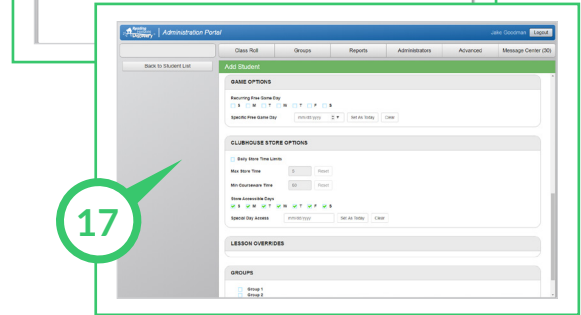 Reading
Discovery
Administration Portal
Jake Goodman Logout
Class Roll Groups Reports Administrators Advanced Message Center (30)
Back to Student List
Add Student
GAME OPTIONS
Recurring Free Game Day
S M T W T F S
Specific Free Game Day mm/dd/yyyy Set As Today Clear
CLUBHOUSE STORE OPTIONS
Daily Store Time Limits
Max Store Time 0 Reset
Min Courseware Time 60 Reset
Store Accessible Days
S M T W T F S
Special Day Access mm/dd/yyyy Set As Today Clear
17
LESSON OVERRIDES
GROUPS
Group 1
Group 2